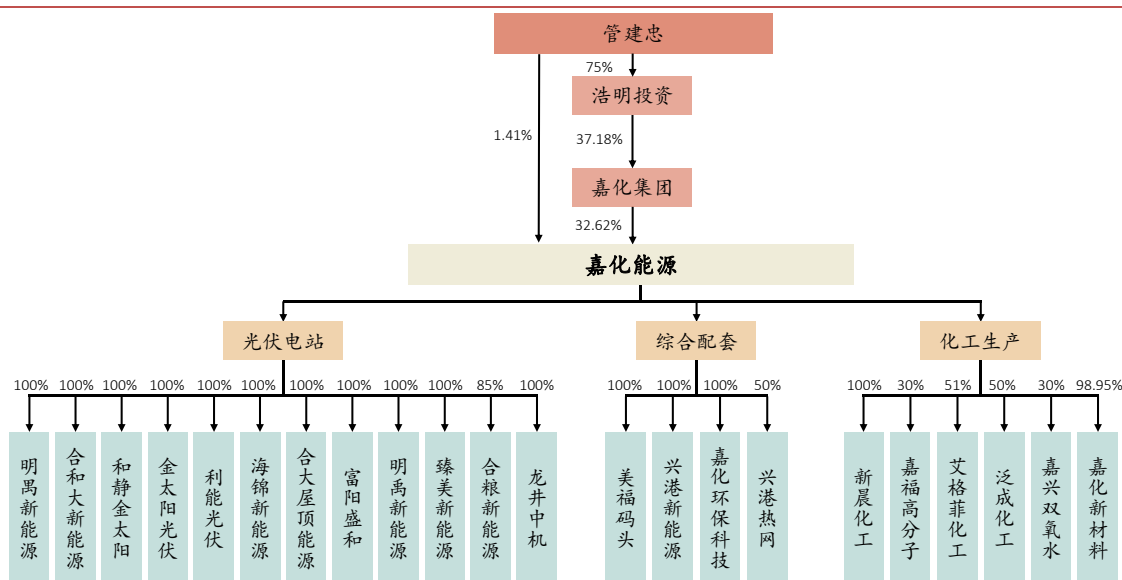 管建忠
75%
浩明投资
1.41%
37.18%
嘉化集团
32.62%
嘉化能源
光伏电站
综合配套
化工生产
100%
100%
100%
100%
100%
100%
100%
100%
100%
100%
85%
100%
100%
100%
100%
50%
100%
30%
51%
50%
30%
98.95%
明禺新能源
合和大新能源
和静金太阳
金太阳光伏
利能光伏
海锦新能源
合大屋顶新能源
富阳盛和
明禹新能源
臻美新能源
合粮新能源
龙井中机
美福码头
兴港新能源
嘉化环保科技
兴港热网
新晨化工
嘉福高分子
艾格菲化工
泛成化工
嘉兴双氧水
嘉化新材料